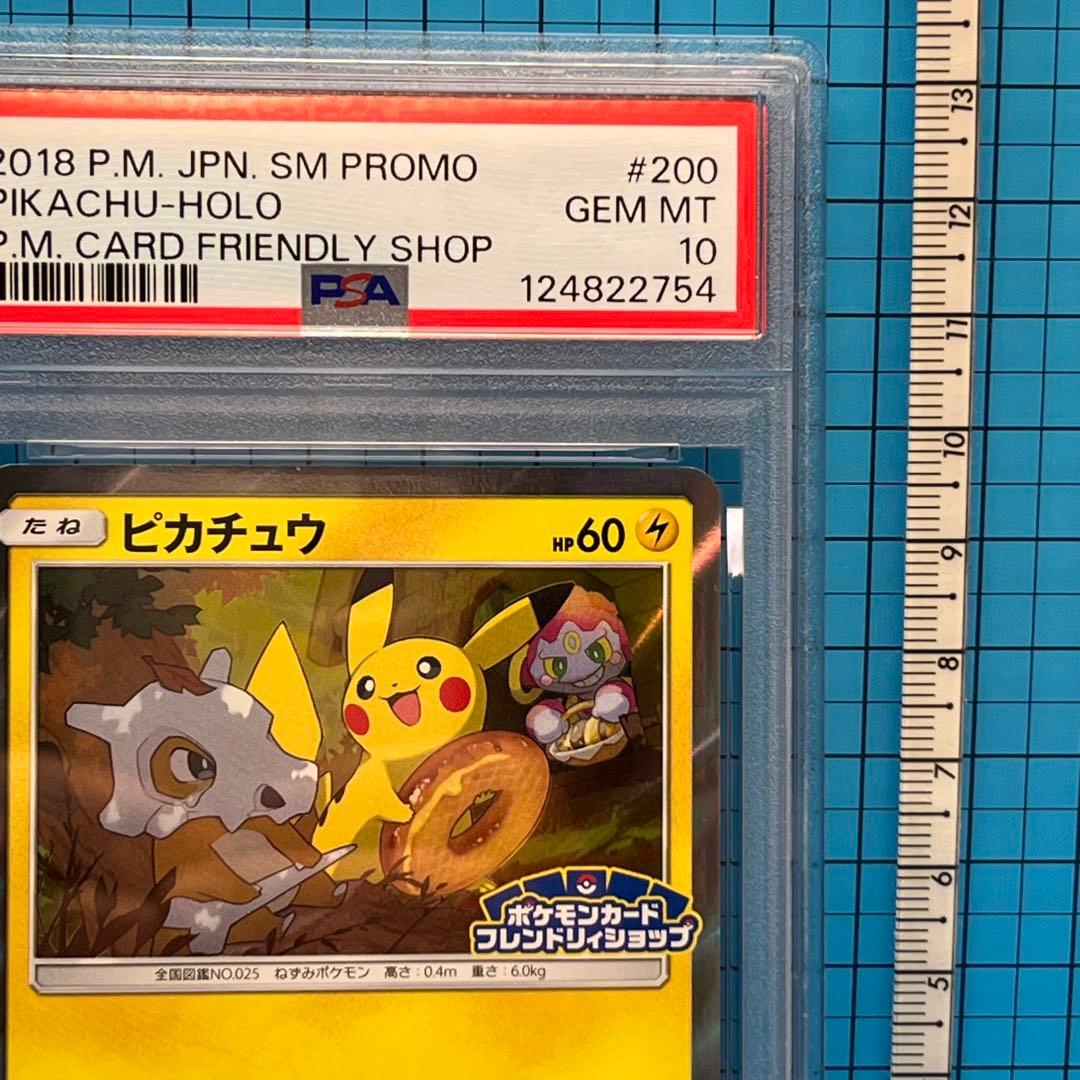 2018 P.M. JPN. SM PROMO #200
PIKACHU-HOLO GEM MT
P.M. CARD FRIENDLY SHOP 10
PSA 124822754
たね ピカチュウ HP60
ポケモンカード
フレンドリィショップ
全国図鑑NO.025 ねずみポケモン 高さ:0.4m 重さ:6.0kg
13
12
11
10
9
8
7
6
5